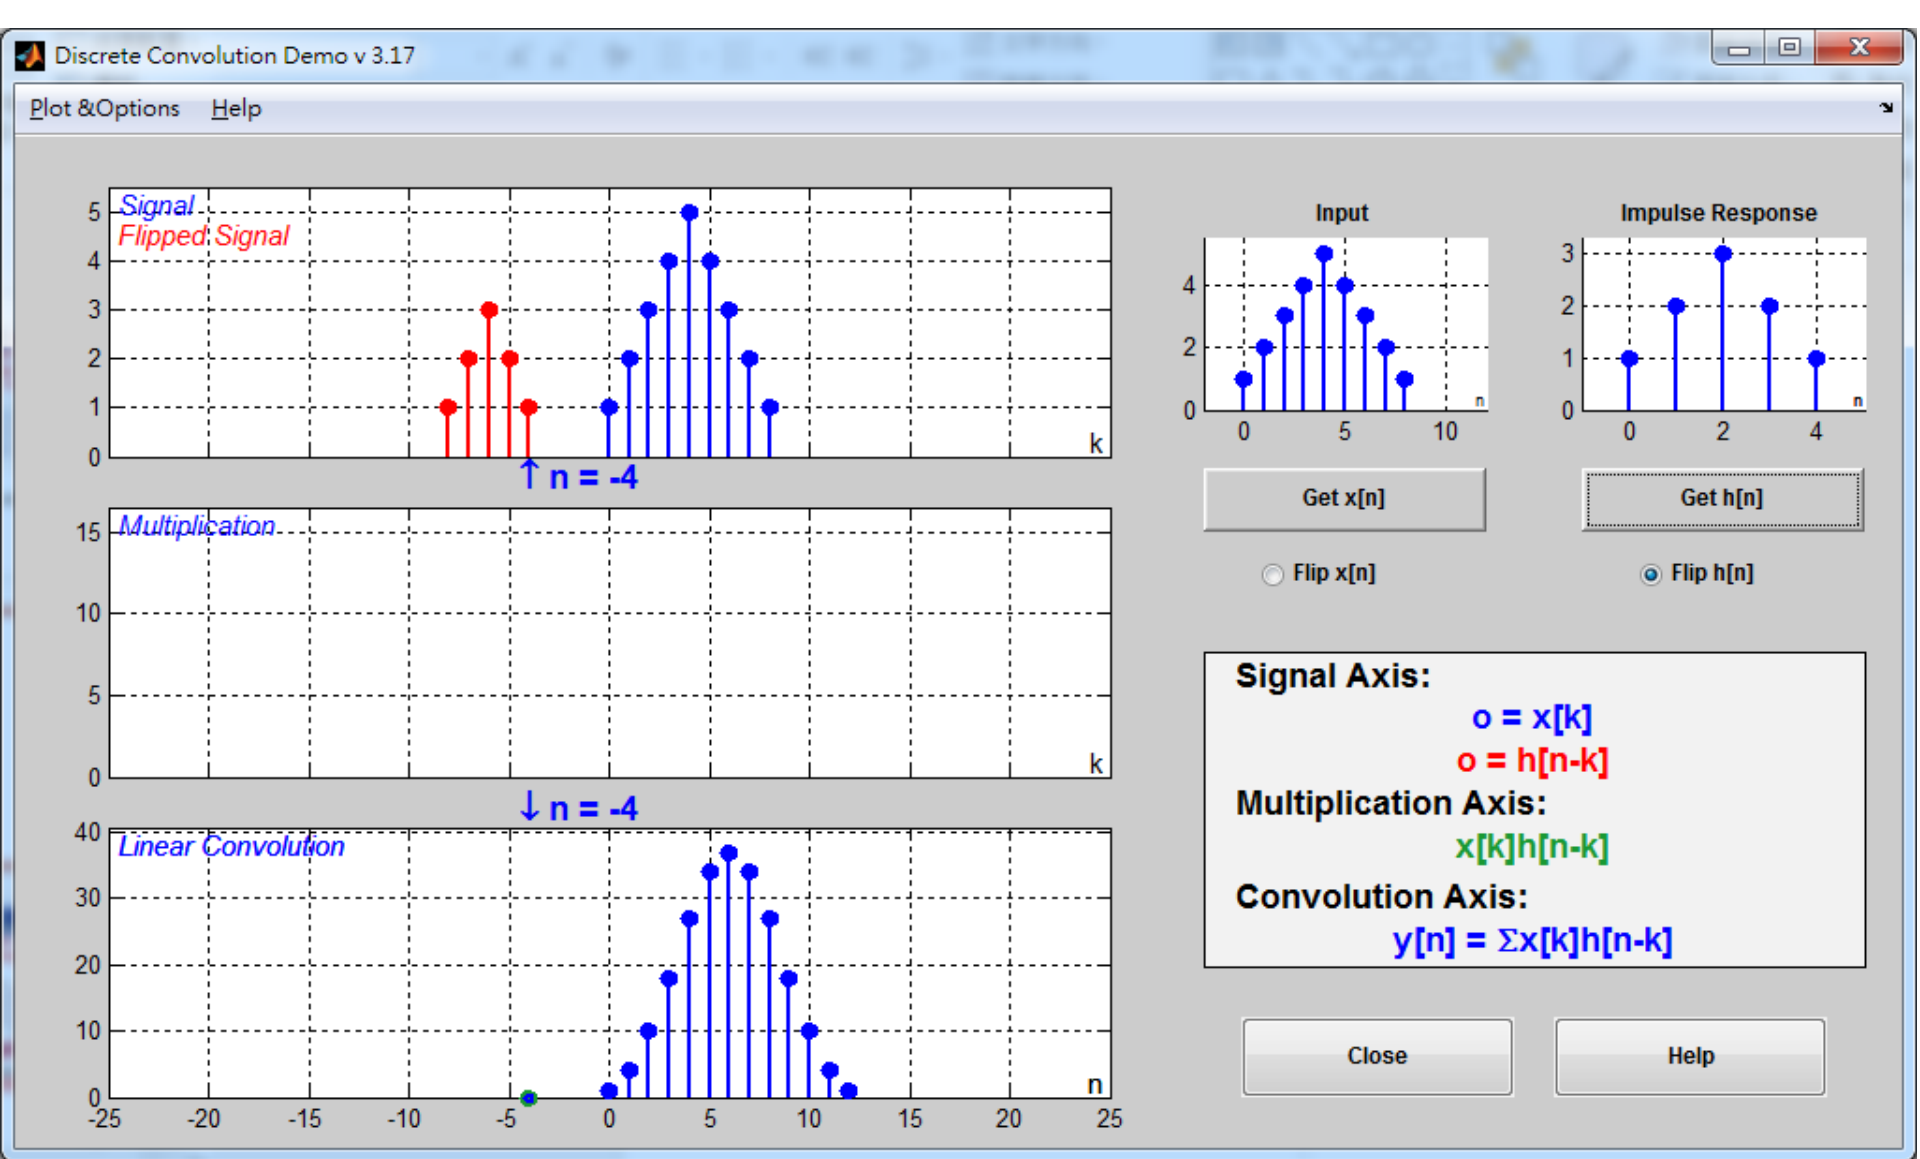 Discrete Convolution Demo v 3.17
Plot &Options Help
Signal
Flipped Signal
5
4
3
2
1
0
k
↑ n = -4
Multiplication
15
10
5
0
k
↓ n = -4
Linear Convolution
40
30
20
10
0
n
-25 -20 -15 -10 -5 0 5 10 15 20 25
Input
4
2
0
n
0 5 10
Impulse Response
3
2
1
0
n
0 2 4
Get x[n]
Get h[n]
Flip x[n]
Flip h[n]
Signal Axis:
o = x[k]
o = h[n-k]
Multiplication Axis:
x[k]h[n-k]
Convolution Axis:
y[n] = Σx[k]h[n-k]
Close
Help